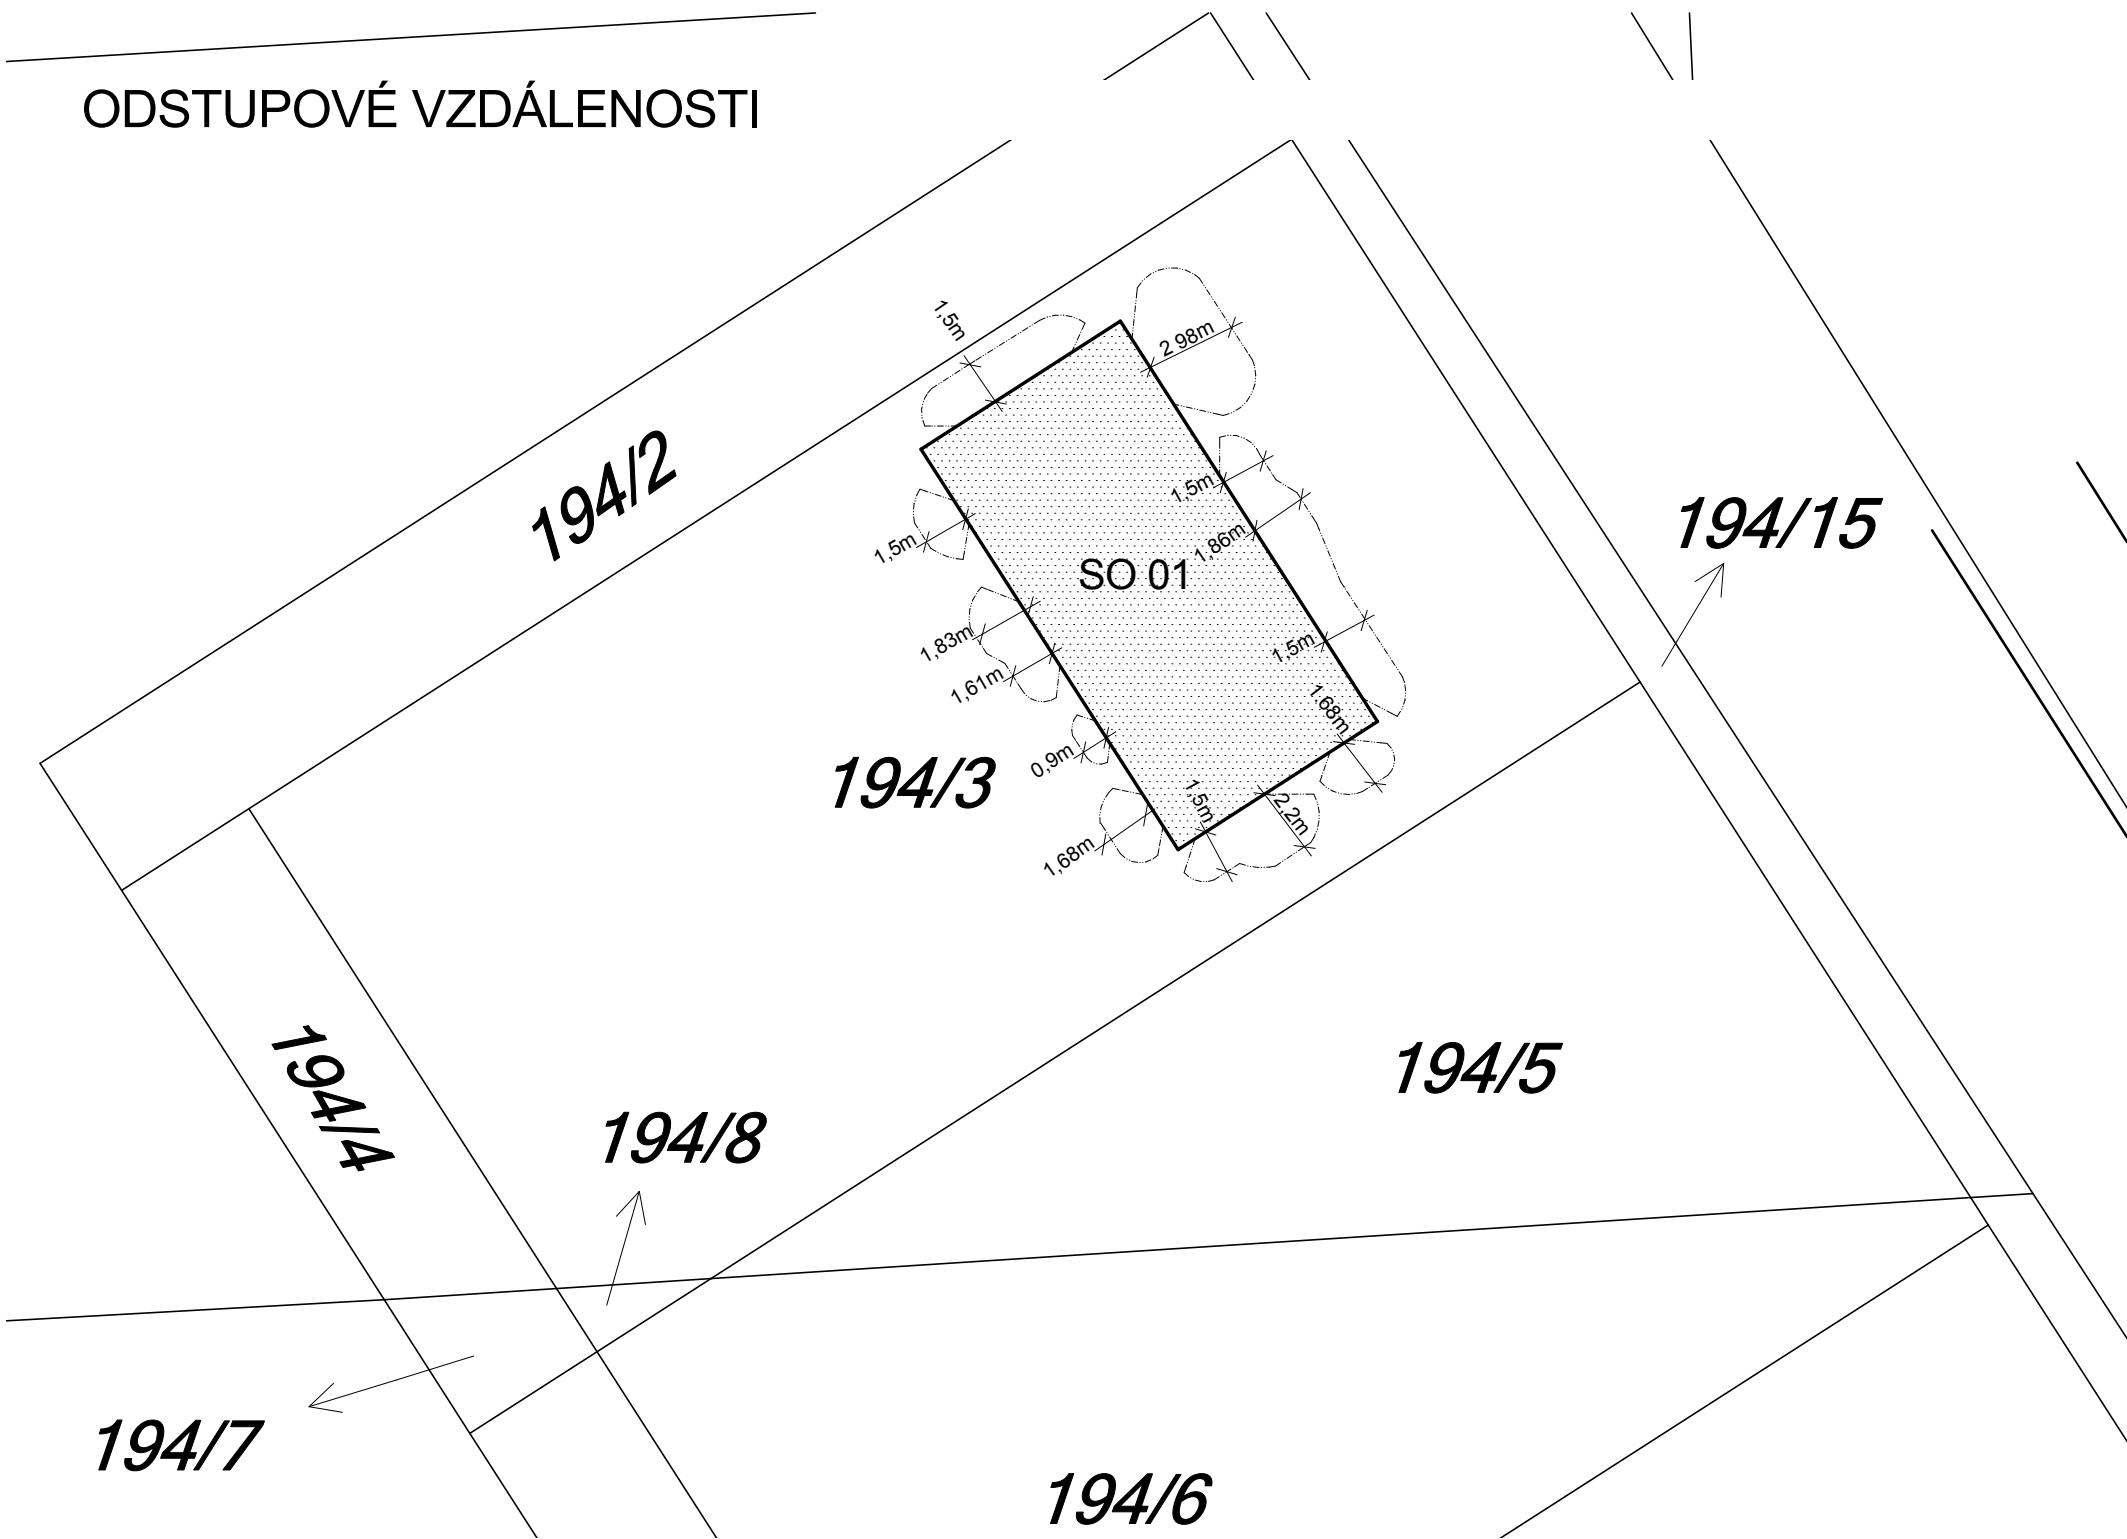 ODSTUPOVÉ VZDÁLENOSTI
1,5m
2 98m
194/2
1,5m
194/15
1,5m
1,86m
SO 01
1,83m
1,5m
1,61m
1.68m
0,9m
194/3
1,5m
2,2m
1,68m
194/4
194/5
194/8
194/7
194/6